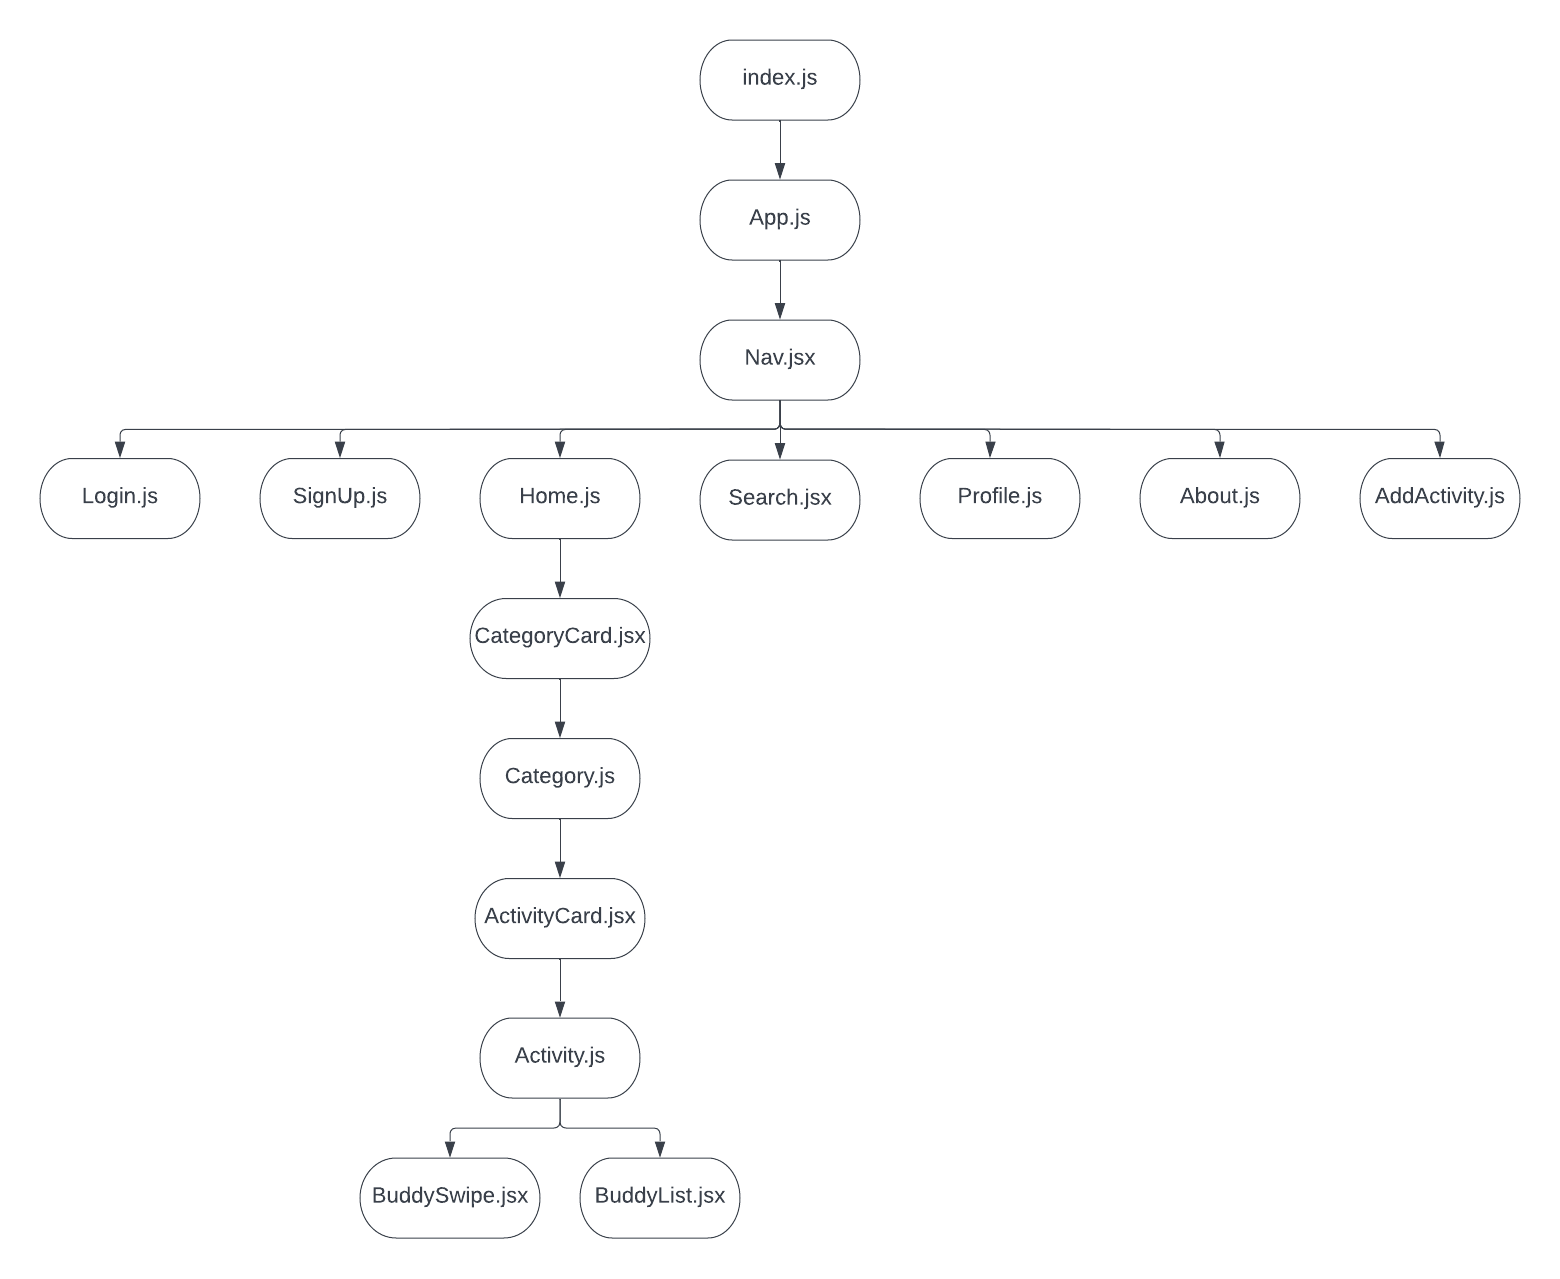 index.js
App.js
Nav.jsx
Login.js
SignUp.js
Home.js
Search.jsx
Profile.js
About.js
AddActivity.js
CategoryCard.jsx
Category.js
ActivityCard.jsx
Activity.js
BuddySwipe.jsx
BuddyList.jsx